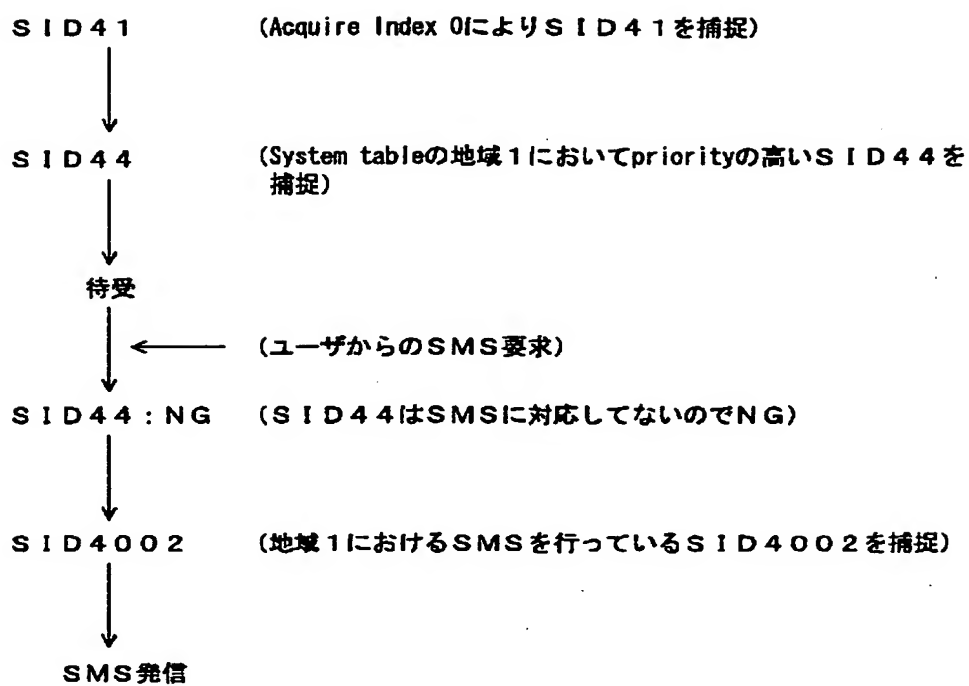 ＳＩＤ４１ (Acquire Index 0によりＳＩＤ４１を捕捉)
ＳＩＤ４４ (System tableの地域１においてpriorityの高いＳＩＤ４４を
捕捉)
待受
(ユーザからのＳＭＳ要求)
ＳＩＤ４４：ＮＧ (ＳＩＤ４４はＳＭＳに対応してないのでＮＧ)
ＳＩＤ４００２ (地域１におけるＳＭＳを行っているＳＩＤ４００２を捕捉)
ＳＭＳ発信